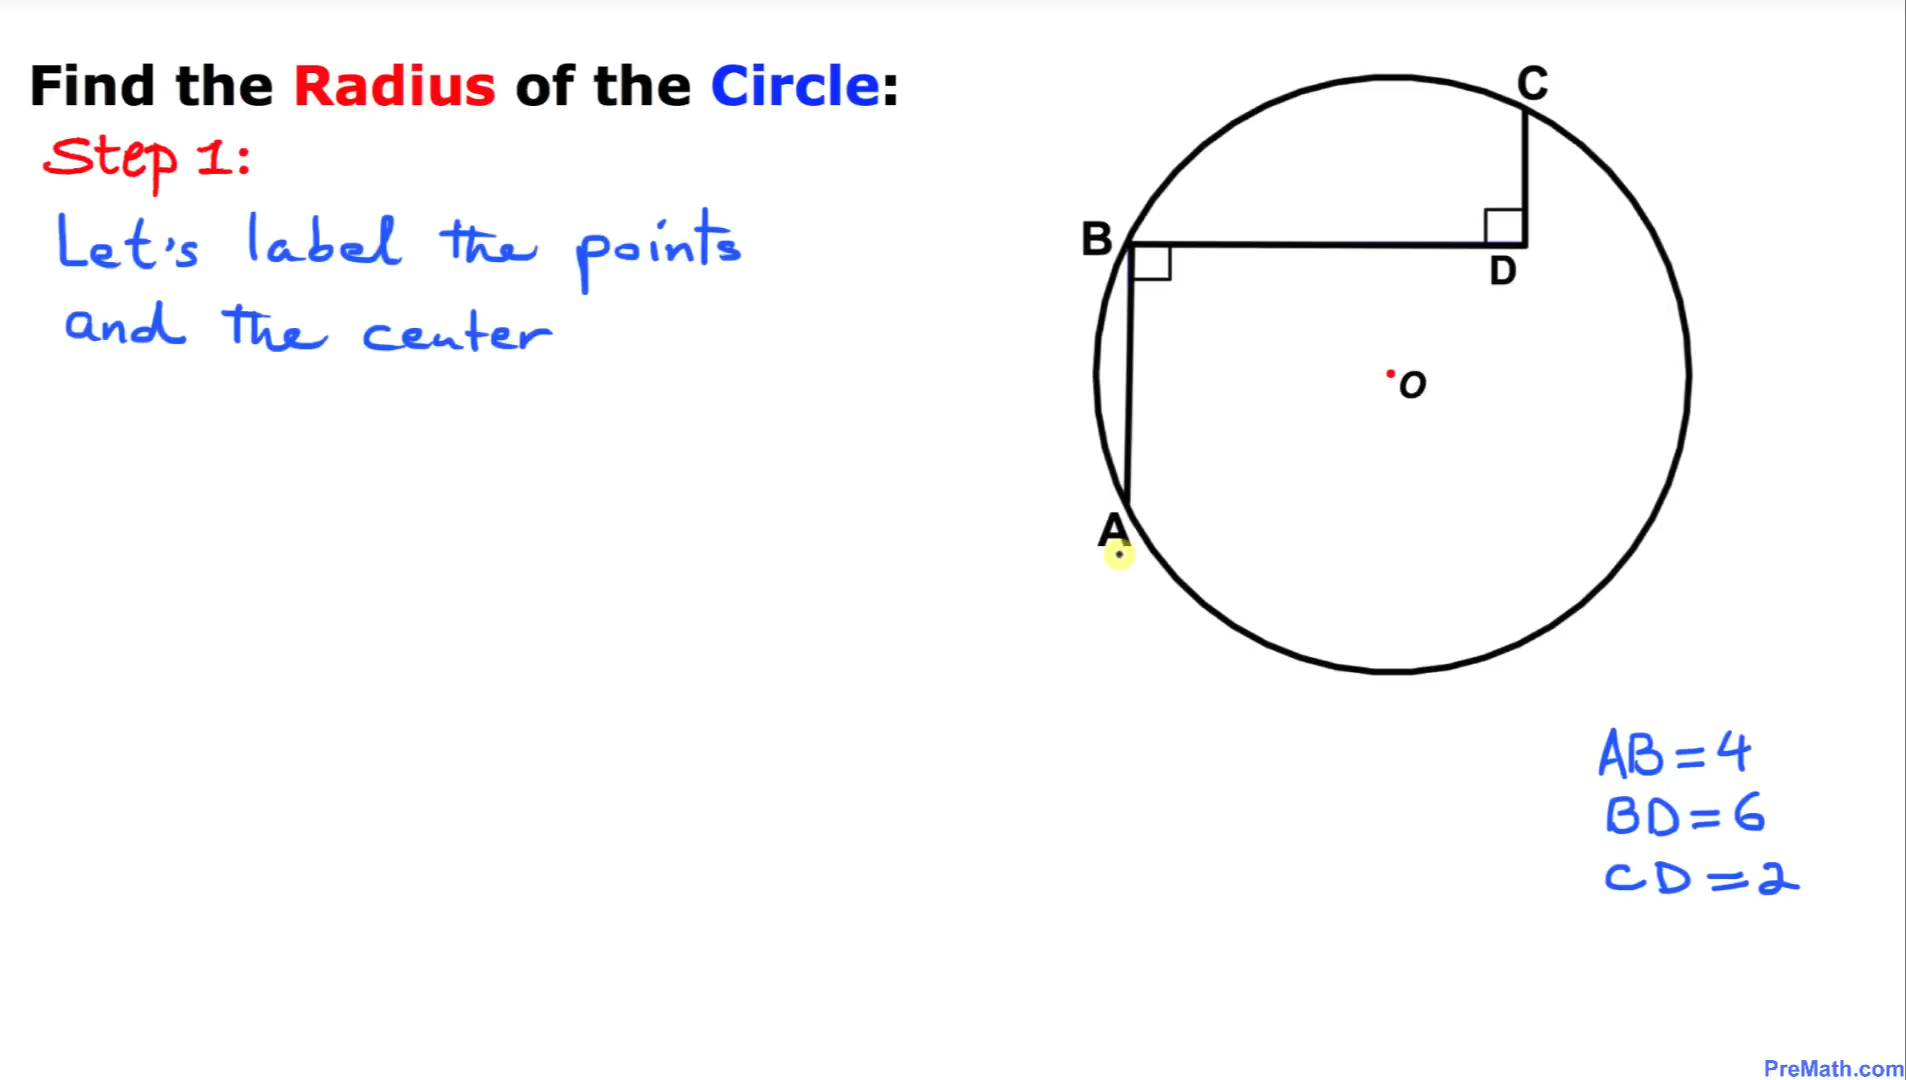 Find the Radius of the Circle:
Step 1:
Let's label the points
and the center
C
B
D
O
A
AB = 4
BD = 6
CD = 2
PreMath.com